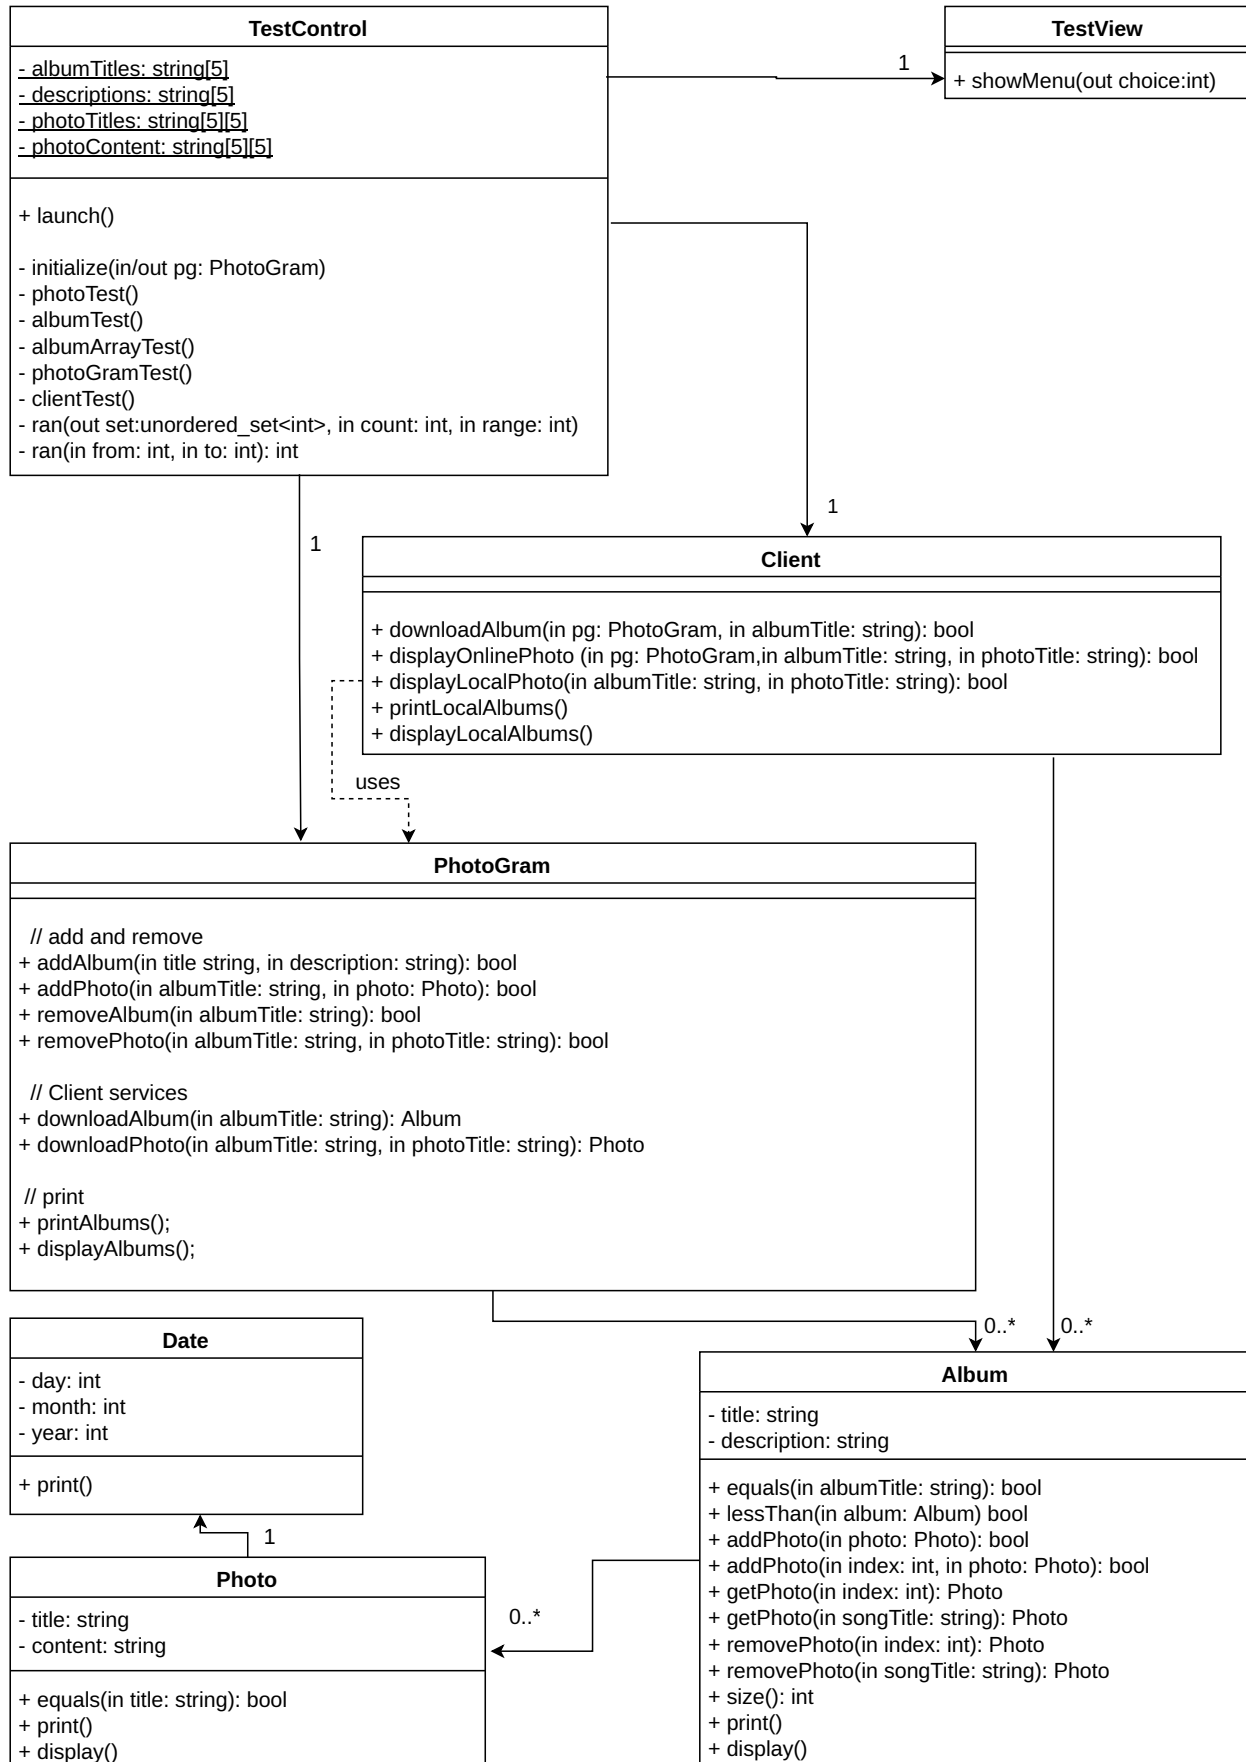 TestControl
- albumTitles: string[5]
- descriptions: string[5]
- photoTitles: string[5][5]
- photoContent: string[5][5]
+ launch()
- initialize(in/out pg: PhotoGram)
- photoTest()
- albumTest()
- albumArrayTest()
- photoGramTest()
- clientTest()
- ran(out set:unordered_set<int>, in count: int, in range: int)
- ran(in from: int, in to: int): int
TestView
+ showMenu(out choice:int)
1
1
1
Client
+ downloadAlbum(in pg: PhotoGram, in albumTitle: string): bool
+ displayOnlinePhoto (in pg: PhotoGram,in albumTitle: string, in photoTitle: string): bool
+ displayLocalPhoto(in albumTitle: string, in photoTitle: string): bool
+ printLocalAlbums()
+ displayLocalAlbums()
uses
PhotoGram
// add and remove
+ addAlbum(in title string, in description: string): bool
+ addPhoto(in albumTitle: string, in photo: Photo): bool
+ removeAlbum(in albumTitle: string): bool
+ removePhoto(in albumTitle: string, in photoTitle: string): bool
// Client services
+ downloadAlbum(in albumTitle: string): Album
+ downloadPhoto(in albumTitle: string, in photoTitle: string): Photo
// print
+ printAlbums();
+ displayAlbums();
0..*
0..*
Date
- day: int
- month: int
- year: int
+ print()
1
Photo
- title: string
- content: string
+ equals(in title: string): bool
+ print()
+ display()
0..*
Album
- title: string
- description: string
+ equals(in albumTitle: string): bool
+ lessThan(in album: Album) bool
+ addPhoto(in photo: Photo): bool
+ addPhoto(in index: int, in photo: Photo): bool
+ getPhoto(in index: int): Photo
+ getPhoto(in songTitle: string): Photo
+ removePhoto(in index: int): Photo
+ removePhoto(in songTitle: string): Photo
+ size(): int
+ print()
+ display()